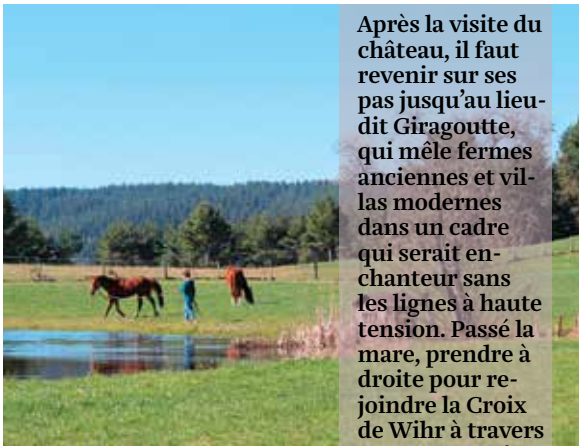 Après la visite du
château, il faut
revenir sur ses
pas jusqu’au lieu-
dit Giragoutte,
qui mêle fermes
anciennes et vil-
las modernes
dans un cadre
qui serait en-
chanteur sans
les lignes à haute
tension. Passé la
mare, prendre à
droite pour re-
joindre la Croix
de Wihr à travers